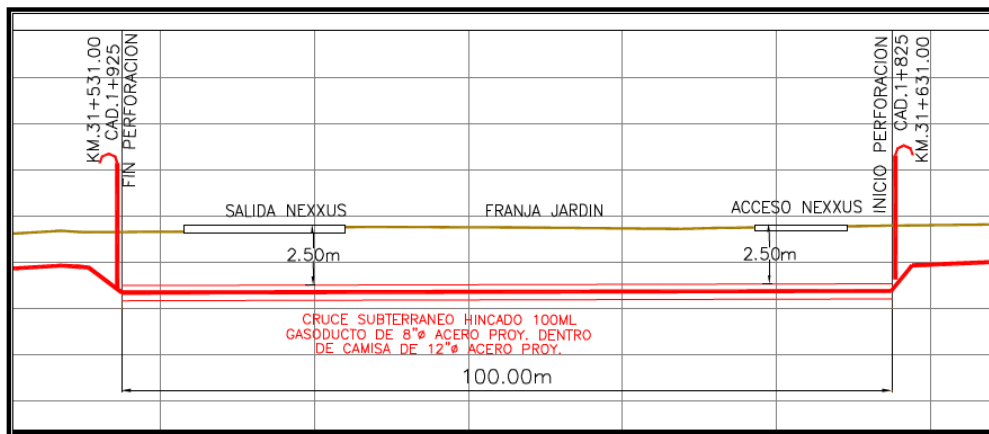 KM.31+531.00
CAD.1+925
FIN PERFORACION
SALIDA NEXXUS
2.50m
FRANJA JARDIN
ACCESO NEXXUS
2.50m
INICIO PERFORACION
CAD.1+825
KM.31+631.00
CRUCE SUBTERRANEO HINCADO 100ML
GASODUCTO DE 8"ø ACERO PROY. DENTRO
DE CAMISA DE 12"ø ACERO PROY.
100.00m